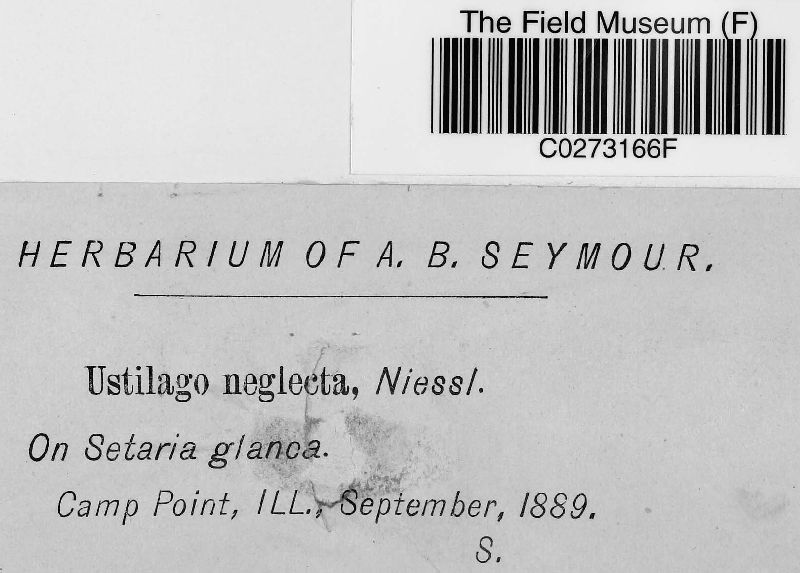 The Field Museum (F)
C0273166F
HERBARIUM OF A. B. SEYMOUR.
Ustilago neglecta, Niessl.
On Setaria glanca.
Camp Point, ILL., September, 1889.
S.